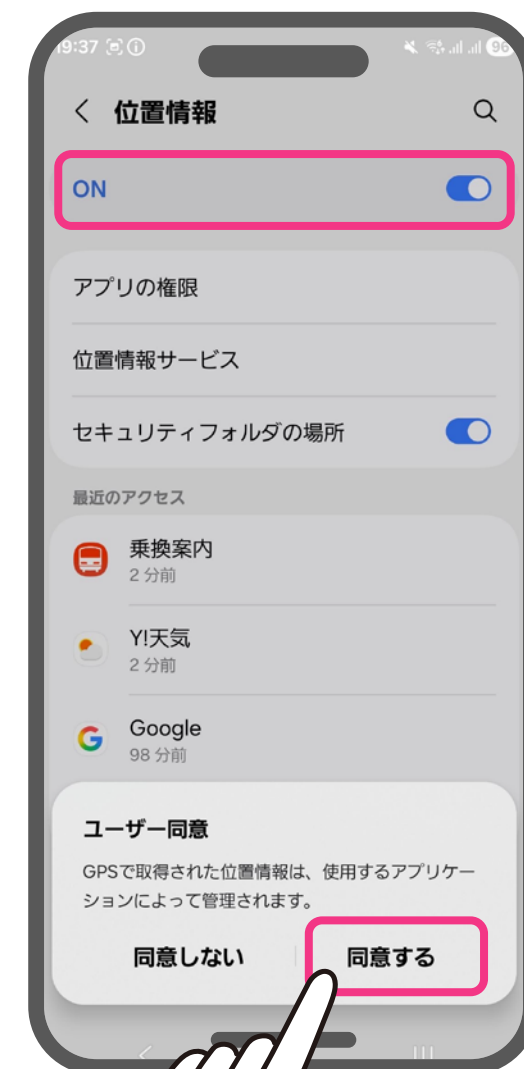 9:37
96
位置情報
ON
アプリの権限
位置情報サービス
セキュリティフォルダの場所
最近のアクセス
乗換案内
2 分前
Y!天気
2 分前
Google
98 分前
ユーザー同意
GPSで取得された位置情報は、使用するアプリケー
ションによって管理されます。
同意しない
同意する